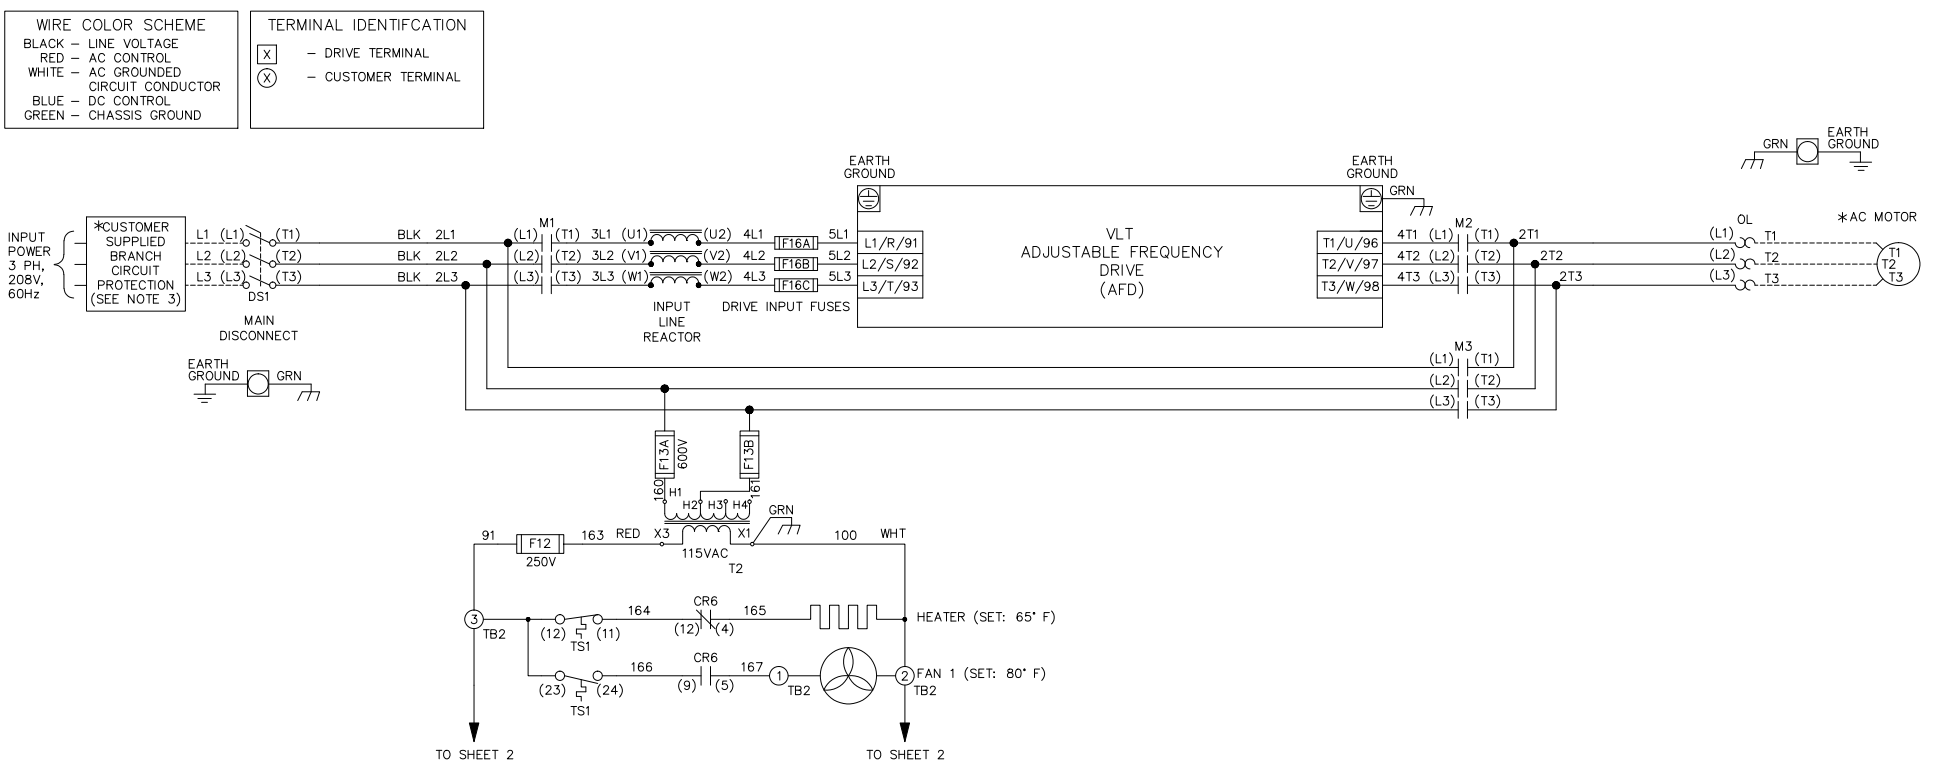 WIRE COLOR SCHEME
BLACK – LINE VOLTAGE
RED – AC CONTROL
WHITE – AC GROUNDED
CIRCUIT CONDUCTOR
BLUE – DC CONTROL
GREEN – CHASSIS GROUND
TERMINAL IDENTIFCATION
X – DRIVE TERMINAL
X – CUSTOMER TERMINAL
INPUT
POWER
3 PH,
208V,
60Hz
*CUSTOMER
SUPPLIED
BRANCH
CIRCUIT
PROTECTION
(SEE NOTE 3)
L1 (L1) (T1) BLK 2L1 (L1) M1 (T1) 3L1 (U1) (U2) 4L1 F16A 5L1 L1/R/91
L2 (L2) (T2) BLK 2L2 (L2) (T2) 3L2 (V1) (V2) 4L2 F16B 5L2 L2/S/92
L3 (L3) (T3) BLK 2L3 (L3) (T3) 3L3 (W1) (W2) 4L3 F16C 5L3 L3/T/93
DS1
MAIN
DISCONNECT
INPUT
LINE
REACTOR
DRIVE INPUT FUSES
EARTH
GROUND
GRN
EARTH
GROUND
VLT
ADJUSTABLE FREQUENCY
DRIVE
(AFD)
EARTH
GROUND
GRN
T1/U/96 4T1 (L1) M2 (T1) 2T1
T2/V/97 4T2 (L2) (T2) 2T2
T3/W/98 4T3 (L3) (T3) 2T3
GRN
EARTH
GROUND
OL
(L1) T1
(L2) T2
(L3) T3
*AC MOTOR
T1
T2
T3
M3
(L1) (T1)
(L2) (T2)
(L3) (T3)
F13A
600V
F13B
160
161
H1
H2 H3 H4
GRN
91 F12 163 RED X3 X1 100 WHT
250V
115VAC
T2
3
TB2
(12) (11)
TS1
164
CR6
(12) (4)
165
HEATER (SET: 65° F)
(23) (24)
TS1
166
CR6
(9) (5)
167
1
TB2
2
TB2
FAN 1 (SET: 80° F)
TO SHEET 2
TO SHEET 2